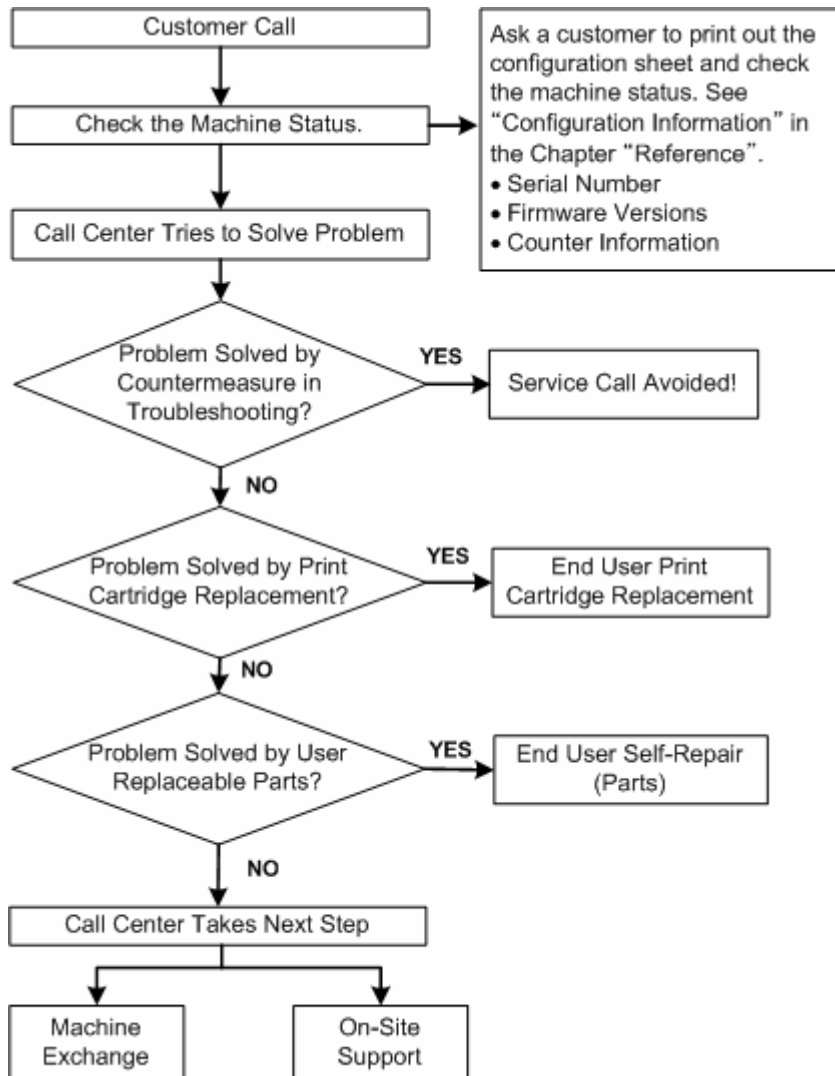 Customer Call
Check the Machine Status.
Ask a customer to print out the
configuration sheet and check
the machine status. See
“Configuration Information” in
the Chapter “Reference”.
• Serial Number
• Firmware Versions
• Counter Information
Call Center Tries to Solve Problem
Problem Solved by
Countermeasure in
Troubleshooting?
YES
Service Call Avoided!
NO
Problem Solved by Print
Cartridge Replacement?
YES
End User Print
Cartridge Replacement
NO
Problem Solved by User
Replaceable Parts?
YES
End User Self-Repair
(Parts)
NO
Call Center Takes Next Step
Machine
Exchange
On-Site
Support